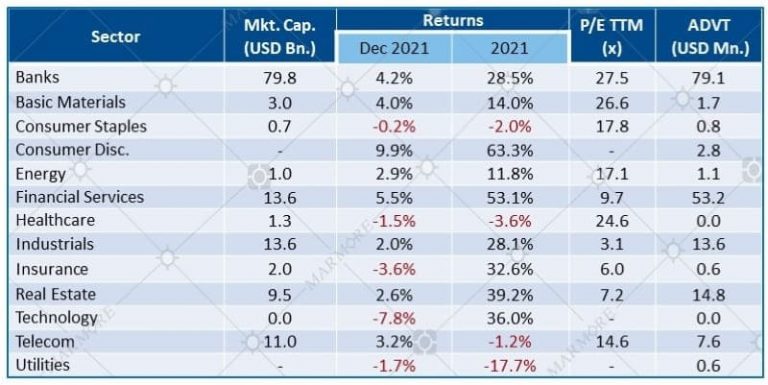 Sector Mkt. Cap. (USD Bn.) Returns P/E TTM (x) ADVT (USD Mn.)
Dec 2021 2021
Banks 79.8 4.2% 28.5% 27.5 79.1
Basic Materials 3.0 4.0% 14.0% 26.6 1.7
Consumer Staples 0.7 -0.2% -2.0% 17.8 0.8
Consumer Disc. - 9.9% 63.3% - 2.8
Energy 1.0 2.9% 11.8% 17.1 1.1
Financial Services 13.6 5.5% 53.1% 9.7 53.2
Healthcare 1.3 -1.5% -3.6% 24.6 0.0
Industrials 13.6 2.0% 28.1% 3.1 13.6
Insurance 2.0 -3.6% 32.6% 6.0 0.6
Real Estate 9.5 2.6% 39.2% 7.2 14.8
Technology 0.0 -7.8% 36.0% - 0.0
Telecom 11.0 3.2% -1.2% 14.6 7.6
Utilities - -1.7% -17.7% - 0.6
MARMORE